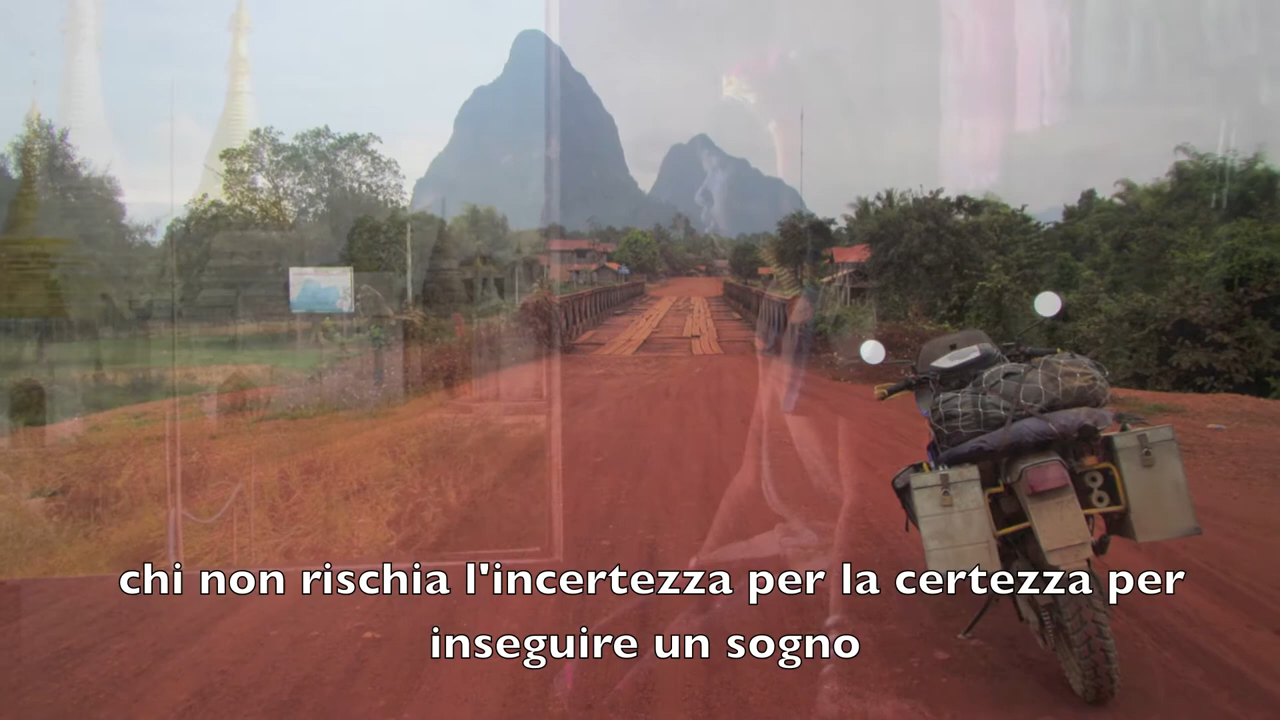 chi non rischia l'incertezza per la certezza per
inseguire un sogno